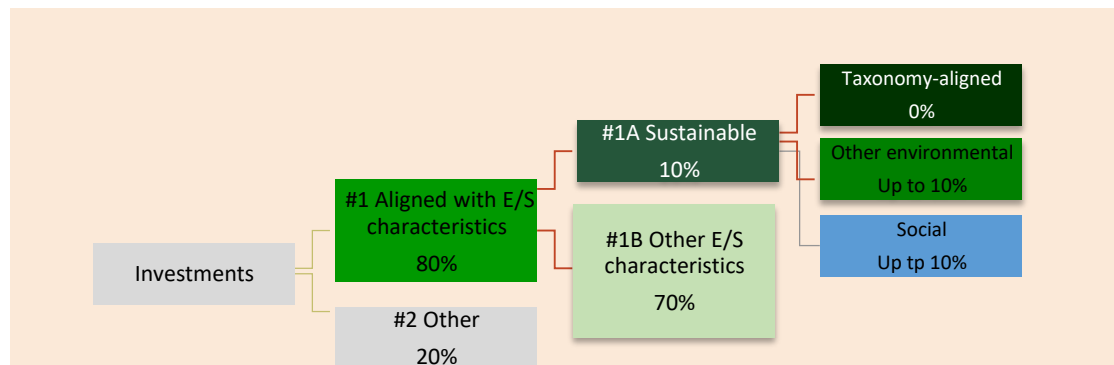 Investments
#1 Aligned with E/S
characteristics
80%
#2 Other
20%
#1A Sustainable
10%
#1B Other E/S
characteristics
70%
Taxonomy-aligned
0%
Other environmental
Up to 10%
Social
Up tp 10%